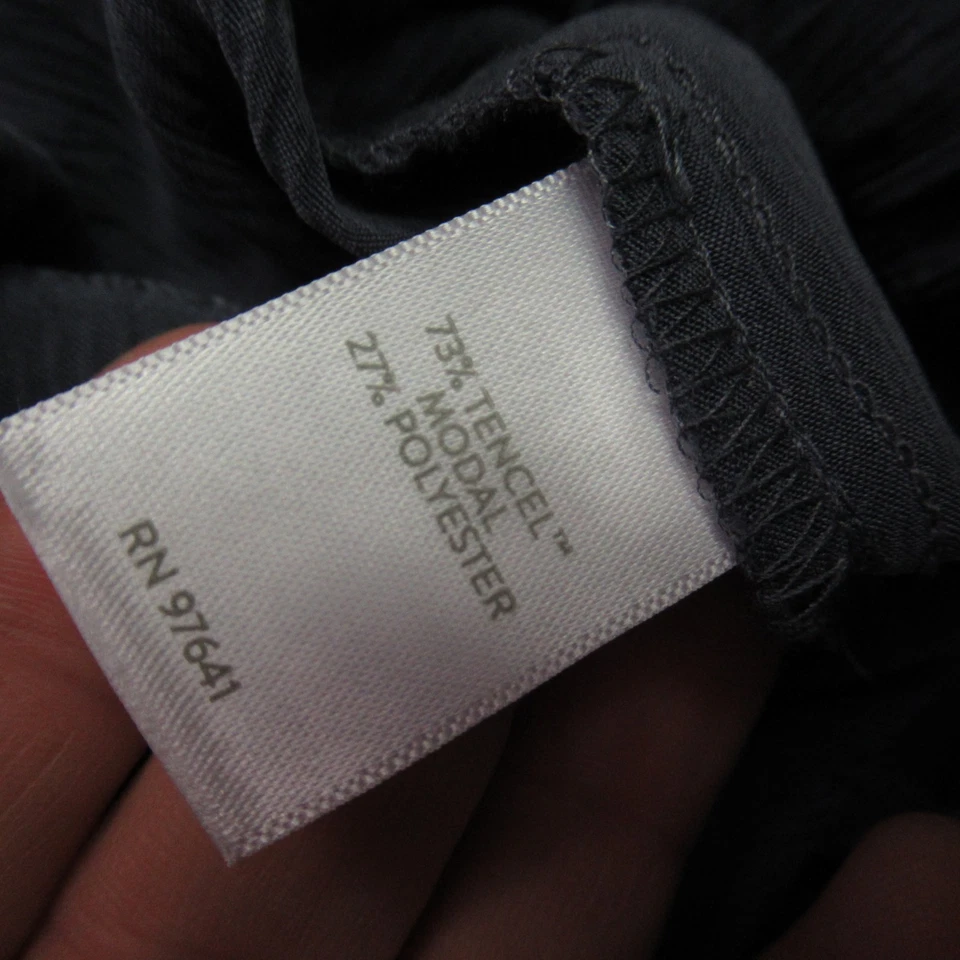 73% TENCEL™
MODAL
27% POLYESTER
RN 97641